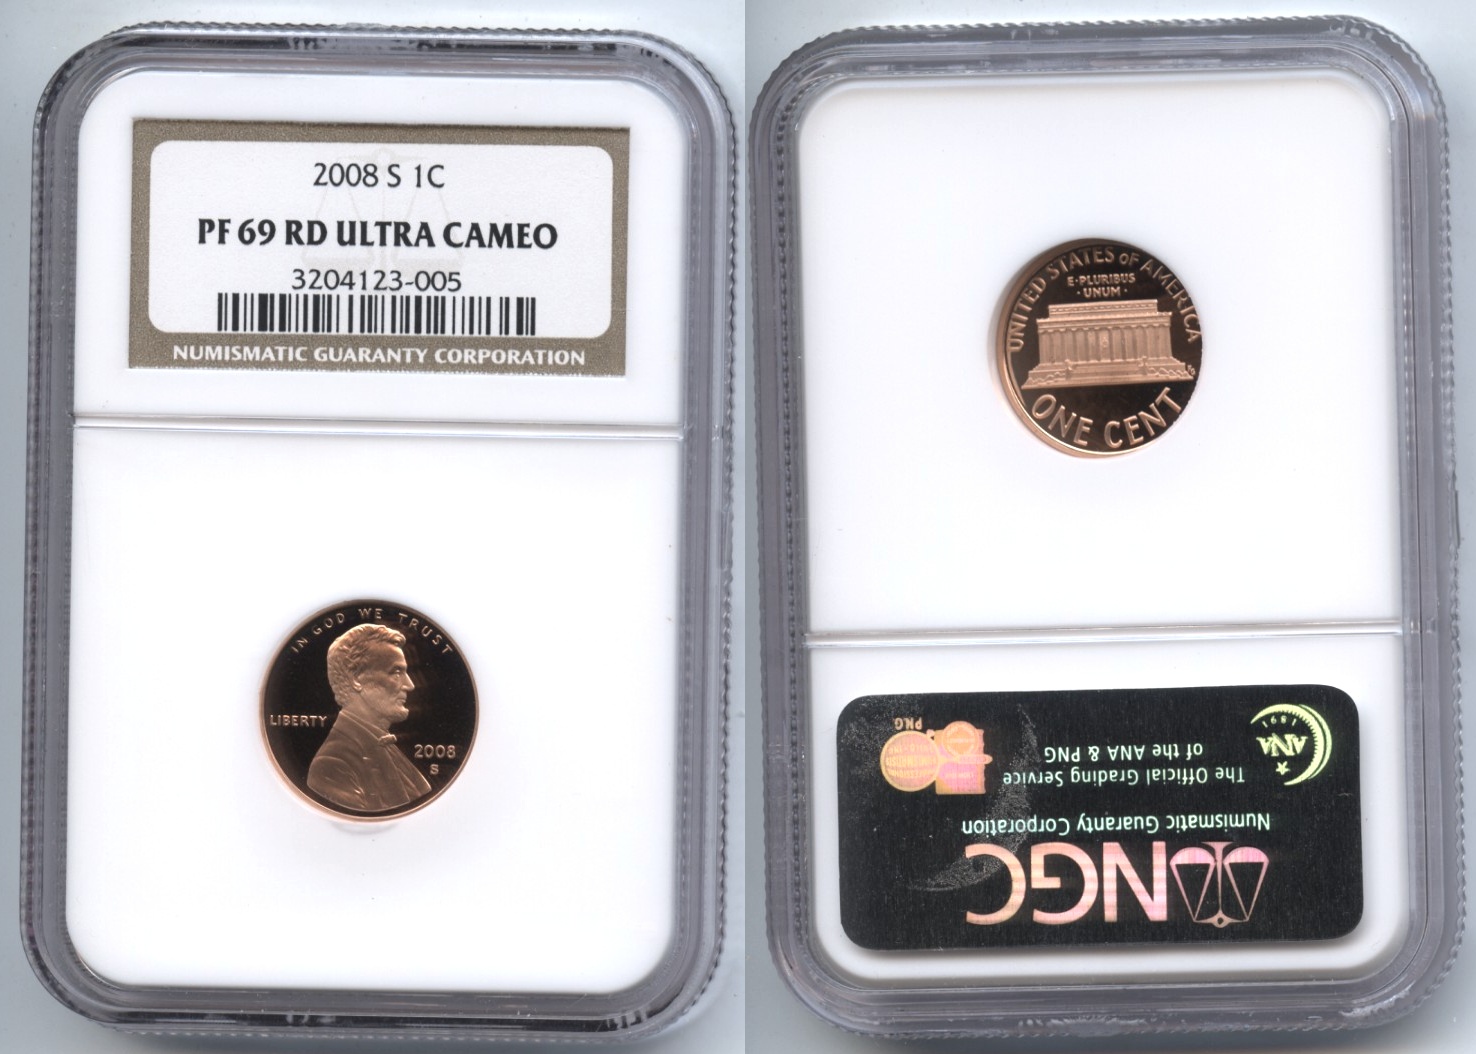 2008 S 1C
PF 69 RD ULTRA CAMEO
3204123-005
NUMISMATIC GUARANTY CORPORATION
IN GOD WE TRUST
LIBERTY
2008
S
UNITED STATES OF AMERICA
E·PLURIBUS
·UNUM·
FG
ONE CENT
NGC
Numismatic Guaranty Corporation
The Official Grading Service
of the ANA & PNG
ANA
1891
PNG